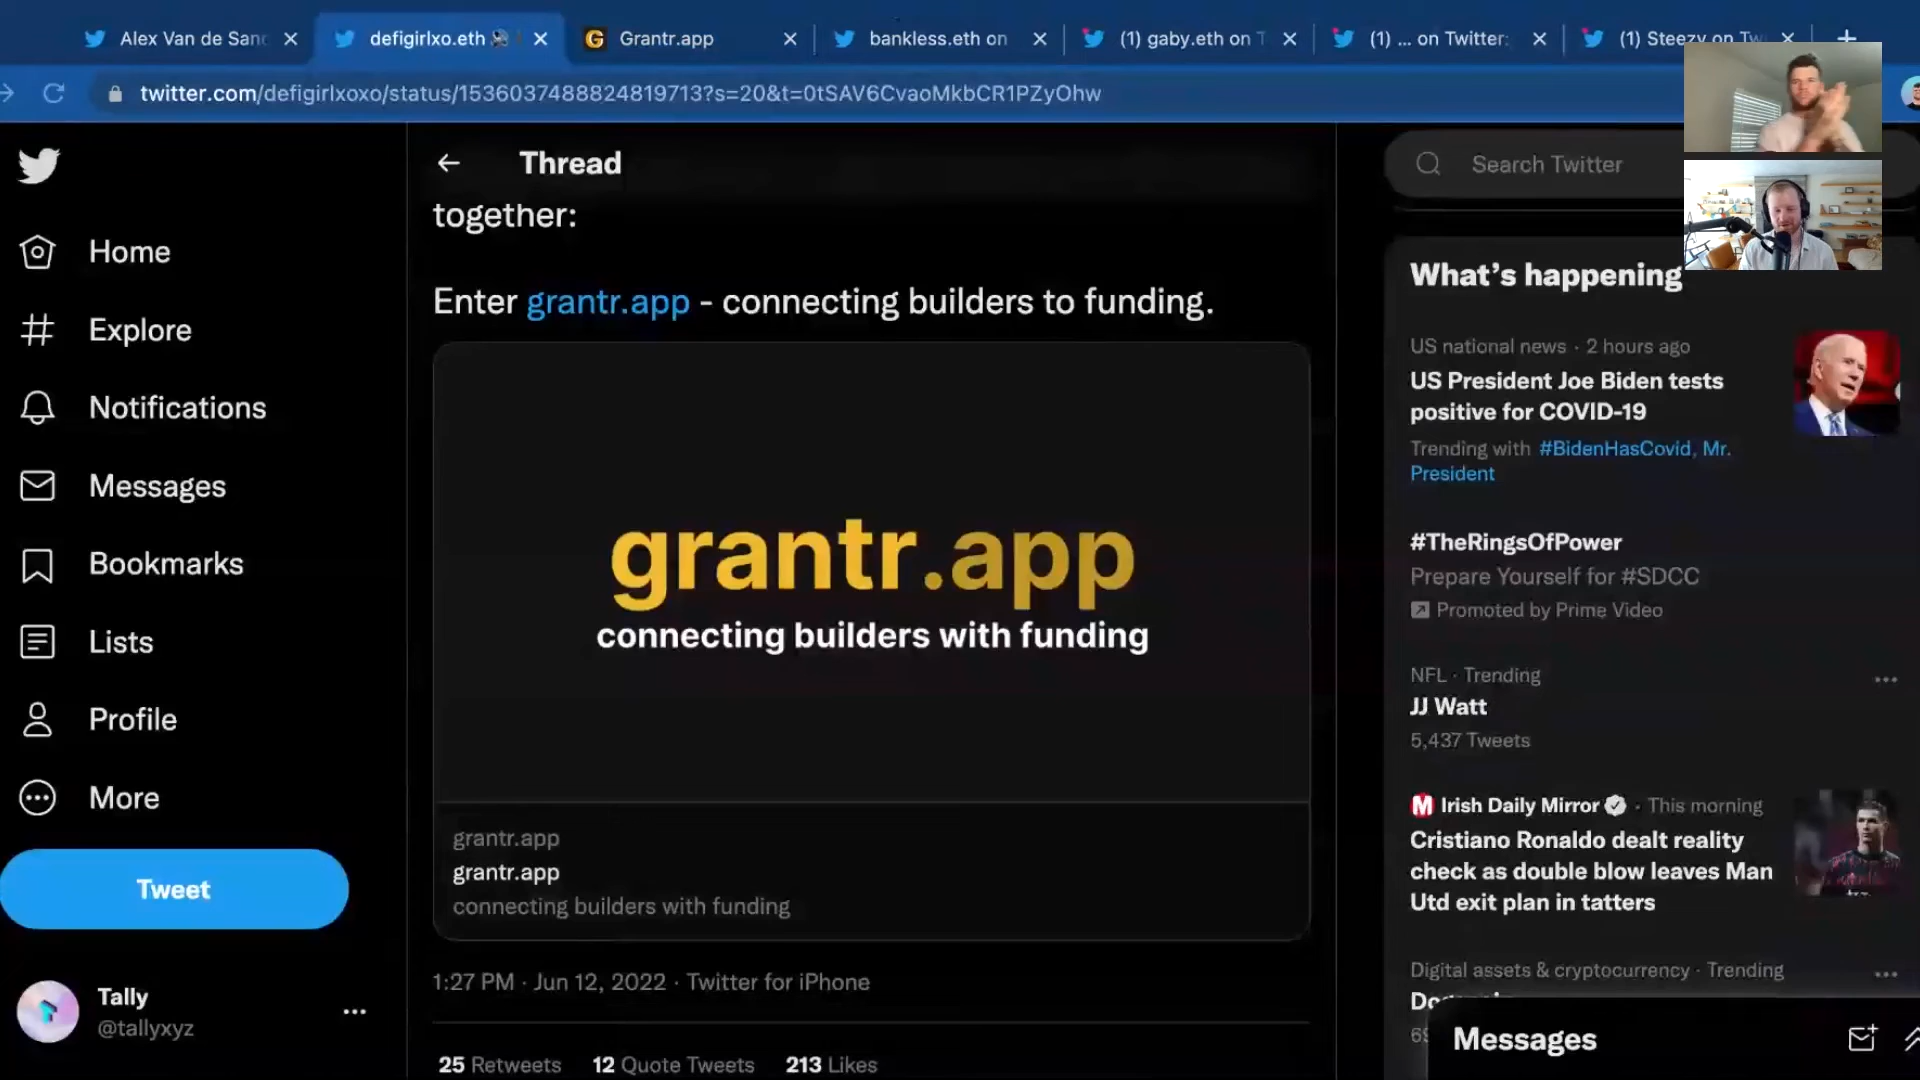 Alex Van de Sand
defigirlxo.eth
Grantr.app
bankless.eth on
(1) gaby.eth on T
(1) ... on Twitter:
(1) Steezy on Tw
twitter.com/defigirlxoxo/status/1536037488824819713?s=20&t=0tSAV6CvaoMkbCR1PZyOhw
Home
Explore
Notifications
Messages
Bookmarks
Lists
Profile
More
Tweet
Tally
@tallyxyz
Thread
together:
Enter grantr.app - connecting builders to funding.
grantr.app
connecting builders with funding
grantr.app
grantr.app
connecting builders with funding
1:27 PM · Jun 12, 2022 · Twitter for iPhone
25 Retweets 12 Quote Tweets 213 Likes
Search Twitter
What's happening
US national news · 2 hours ago
US President Joe Biden tests
positive for COVID-19
Trending with #BidenHasCovid, Mr.
President
#TheRingsOfPower
Prepare Yourself for #SDCC
Promoted by Prime Video
NFL · Trending
JJ Watt
5,437 Tweets
Irish Daily Mirror · This morning
Cristiano Ronaldo dealt reality
check as double blow leaves Man
Utd exit plan in tatters
Digital assets & cryptocurrency · Trending
Messages